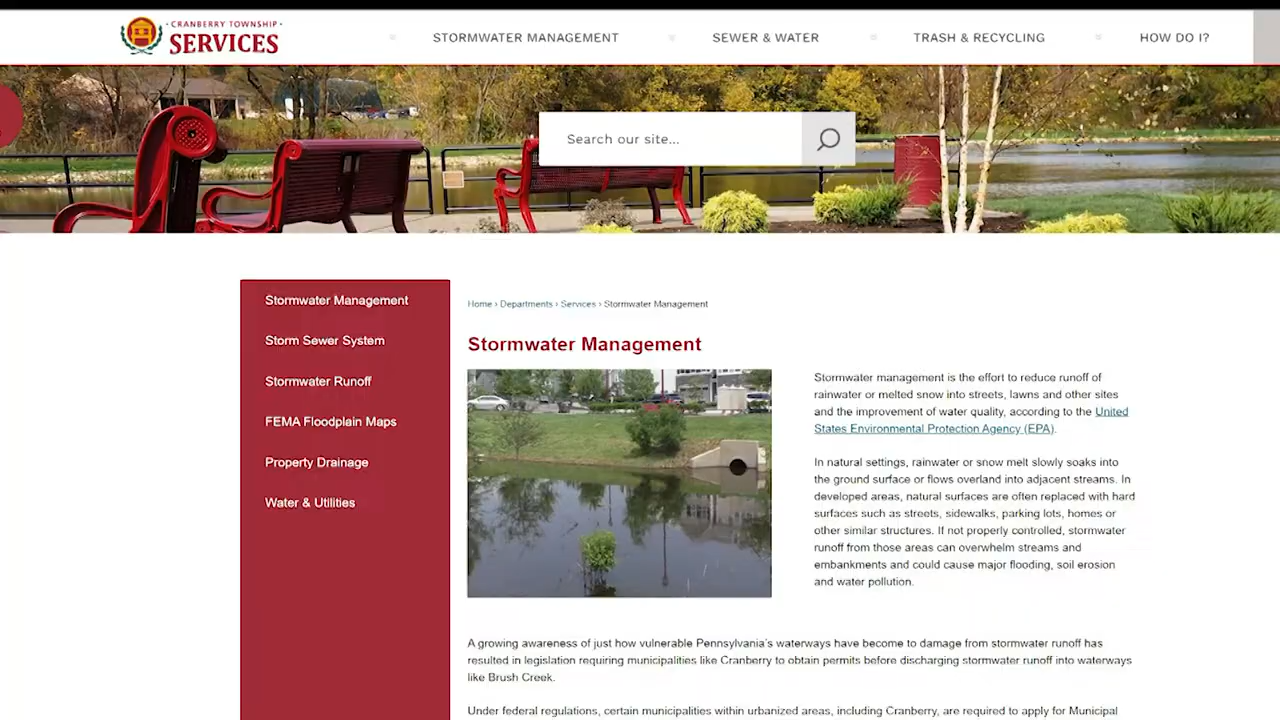 CRANBERRY TOWNSHIP
SERVICES
STORMWATER MANAGEMENT
SEWER & WATER
TRASH & RECYCLING
HOW DO I?
Search our site...
Stormwater Management
Storm Sewer System
Stormwater Runoff
FEMA Floodplain Maps
Property Drainage
Water & Utilities
Home › Departments › Services › Stormwater Management
Stormwater Management
Stormwater management is the effort to reduce runoff of
rainwater or melted snow into streets, lawns and other sites
and the improvement of water quality, according to the United
States Environmental Protection Agency (EPA).
In natural settings, rainwater or snow melt slowly soaks into
the ground surface or flows overland into adjacent streams. In
developed areas, natural surfaces are often replaced with hard
surfaces such as streets, sidewalks, parking lots, homes or
other similar structures. If not properly controlled, stormwater
runoff from those areas can overwhelm streams and
embankments and could cause major flooding, soil erosion
and water pollution.
A growing awareness of just how vulnerable Pennsylvania's waterways have become to damage from stormwater runoff has
resulted in legislation requiring municipalities like Cranberry to obtain permits before discharging stormwater runoff into waterways
like Brush Creek.
Under federal regulations, certain municipalities within urbanized areas, including Cranberry, are required to apply for Municipal